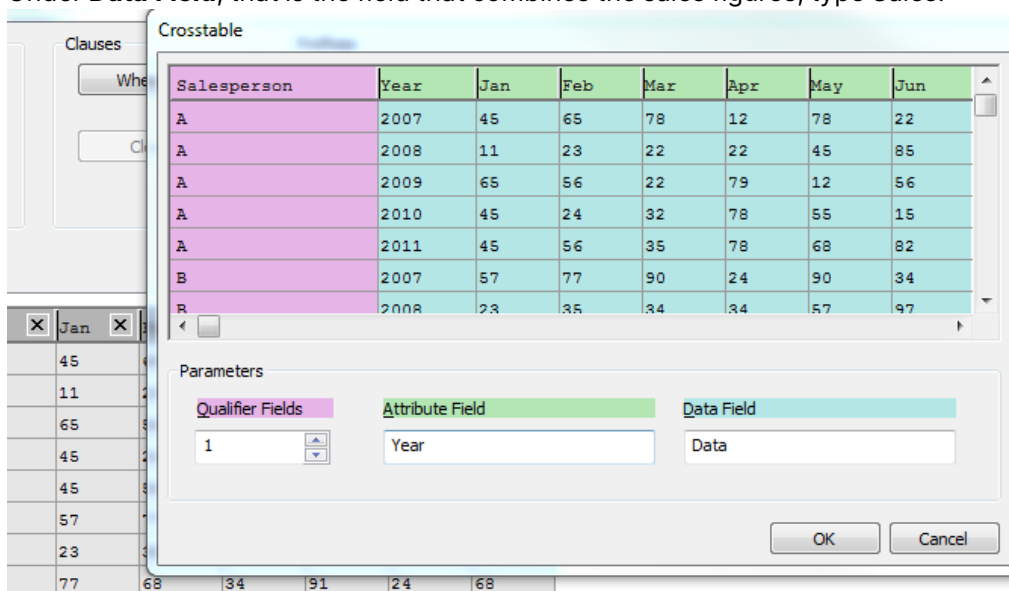 Under Data Field, that is the field that combines the sales figures, type Sales.
Crosstable
Clauses
Whe
Cle
Salesperson Year Jan Feb Mar Apr May Jun
A 2007 45 65 78 12 78 22
A 2008 11 23 22 22 45 85
A 2009 65 56 22 79 12 56
A 2010 45 24 32 78 55 15
A 2011 45 56 35 78 68 82
B 2007 57 77 90 24 90 34
B 2008 23 35 34 34 57 97
Jan
45
11
65
45
45
57
23
77 68 34 91 24 68
Parameters
Qualifier Fields Attribute Field Data Field
1 Year Data
OK Cancel